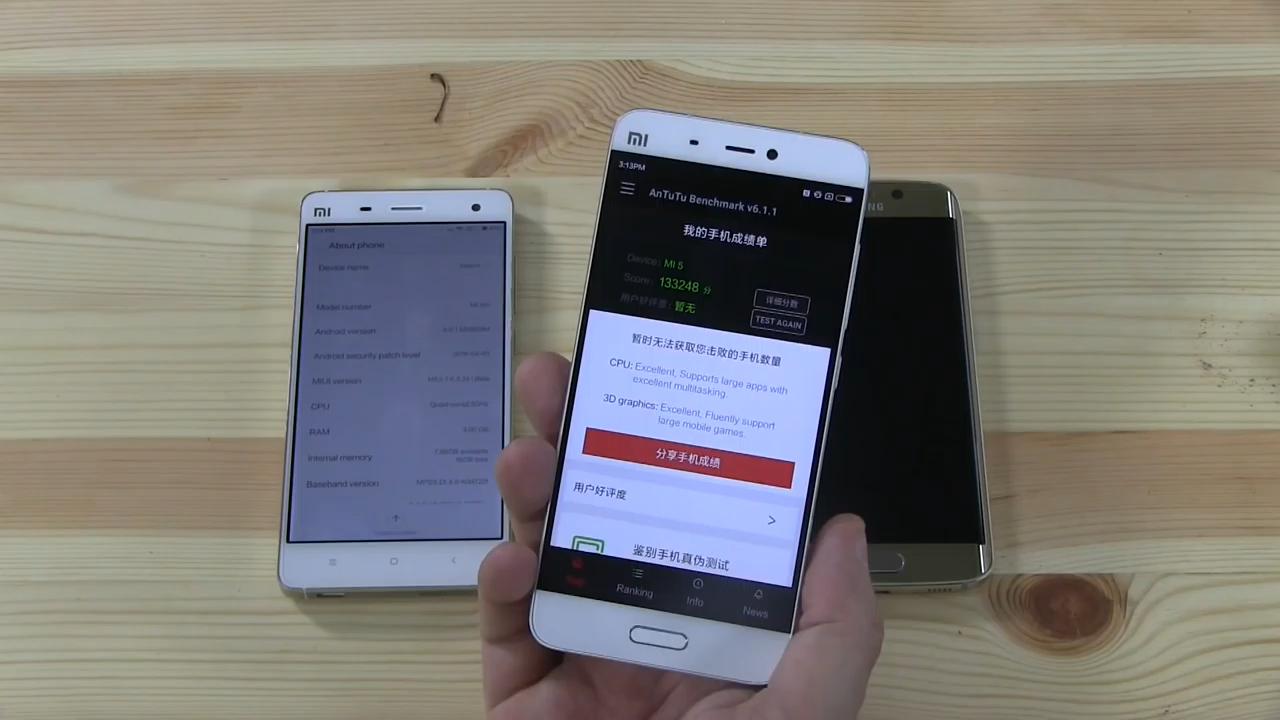 MI
About phone
Device name
Model number
Android version
Android security patch level
MIUI version
CPU
RAM
Internal memory
Baseband version
MI
3:13PM
AnTuTu Benchmark v6.1.1
我的手机成绩单
Device: MI 5
Score: 133248 分
用户好评度: 暂无
详细分数
TEST AGAIN
暂时无法获取您击败的手机数量
CPU: Excellent, Supports large apps with
excellent multitasking.
3D graphics: Excellent, Fluently support
large mobile games.
分享手机成绩
用户好评度
>
鉴别手机真伪测试
Ranking
Info
News
NG